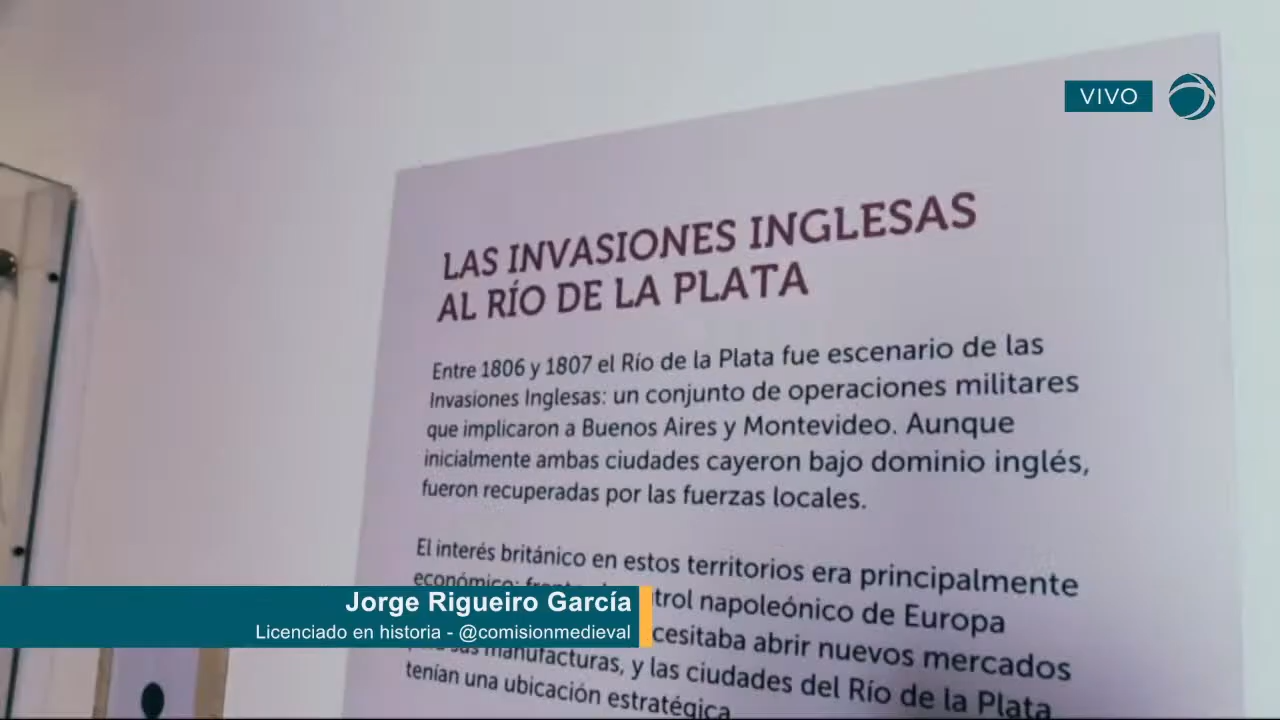 VIVO
LAS INVASIONES INGLESAS
AL RÍO DE LA PLATA
Entre 1806 y 1807 el Río de la Plata fue escenario de las
Invasiones Inglesas: un conjunto de operaciones militares
que implicaron a Buenos Aires y Montevideo. Aunque
inicialmente ambas ciudades cayeron bajo dominio inglés,
fueron recuperadas por las fuerzas locales.
El interés británico en estos territorios era principalmente
económico:
napoleónico de Europa
abrir nuevos mercados
sus manufacturas, y las ciudades del Río de la Plata
tenían una ubicación estratégica
Jorge Rigueiro García
Licenciado en historia - @comisionmedieval